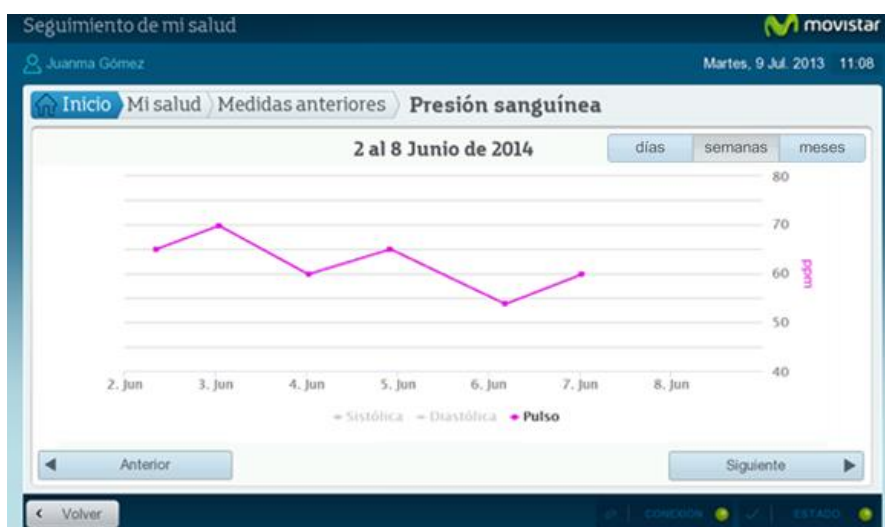 Seguimiento de mi salud
movistar
Juanma Gómez
Martes, 9 Jul. 2013 11:08
Inicio Mi salud Medidas anteriores Presión sanguínea
2 al 8 Junio de 2014
días semanas meses
80
70
60
50
40
ppm
2. Jun 3. Jun 4. Jun 5. Jun 6. Jun 7. Jun 8. Jun
Sistólica Diastólica Pulso
Anterior
Siguiente
Volver
CONEXIÓN ESTADO